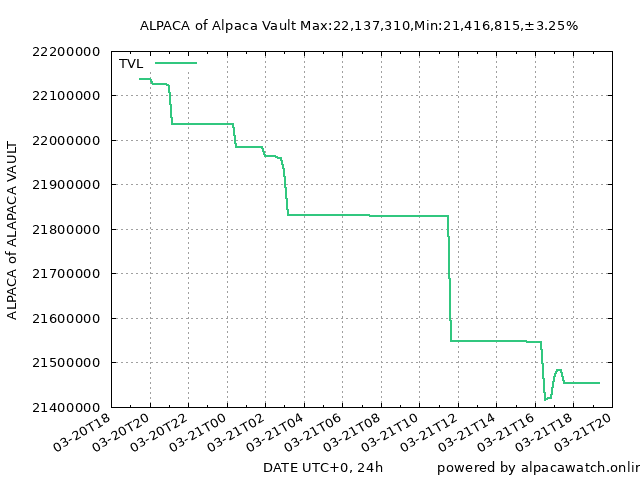 ALPACA of Alpaca Vault Max:22,137,310,Min:21,416,815,±3.25%
TVL
ALPACA of ALAPACA VAULT
22200000
22100000
22000000
21900000
21800000
21700000
21600000
21500000
21400000
03-20T18
03-20T20
03-20T22
03-21T00
03-21T02
03-21T04
03-21T06
03-21T08
03-21T10
03-21T12
03-21T14
03-21T16
03-21T18
03-21T20
DATE UTC+0, 24h
powered by alpacawatch.onlin